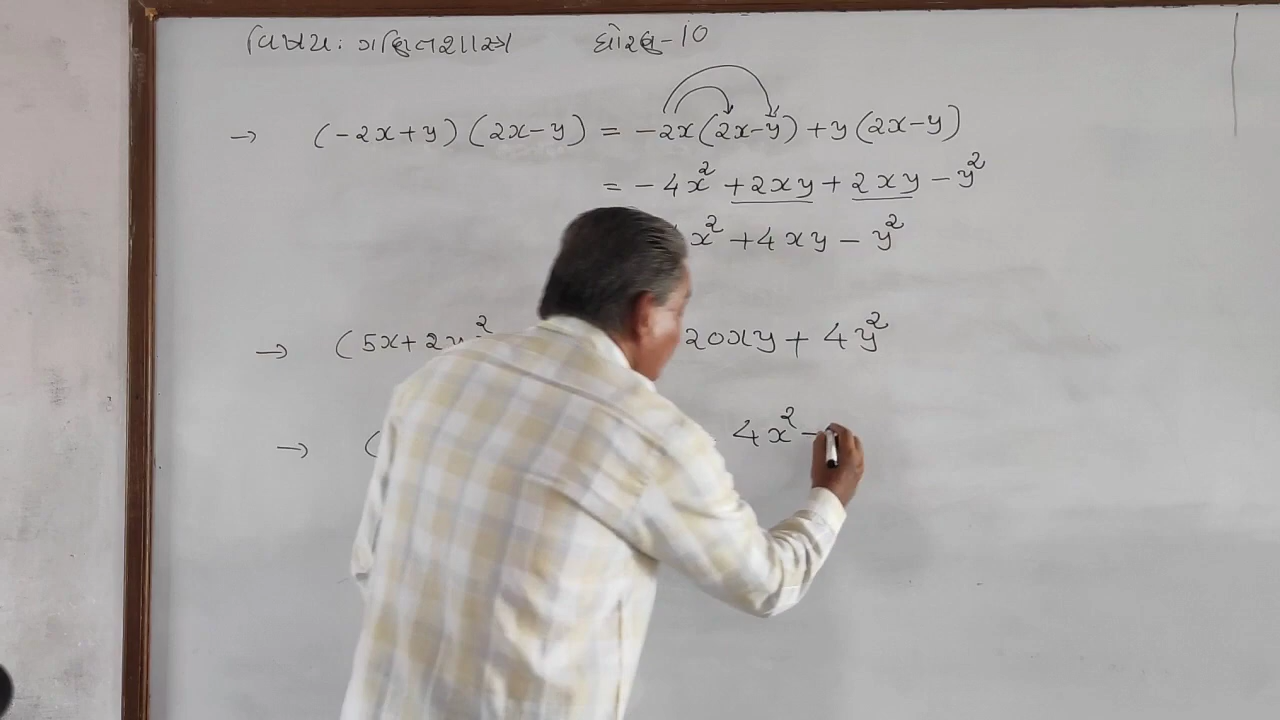 વિષય: ગણિતશાસ્ત્ર ધોરણ-10
→ (-2x+y) (2x-y) = -2x(2x-y) + y(2x-y)
= -4x² +2xy + 2xy - y²
x² +4xy - y²
→ (5x+2y)² 20xy + 4y²
→ ( 4x² -